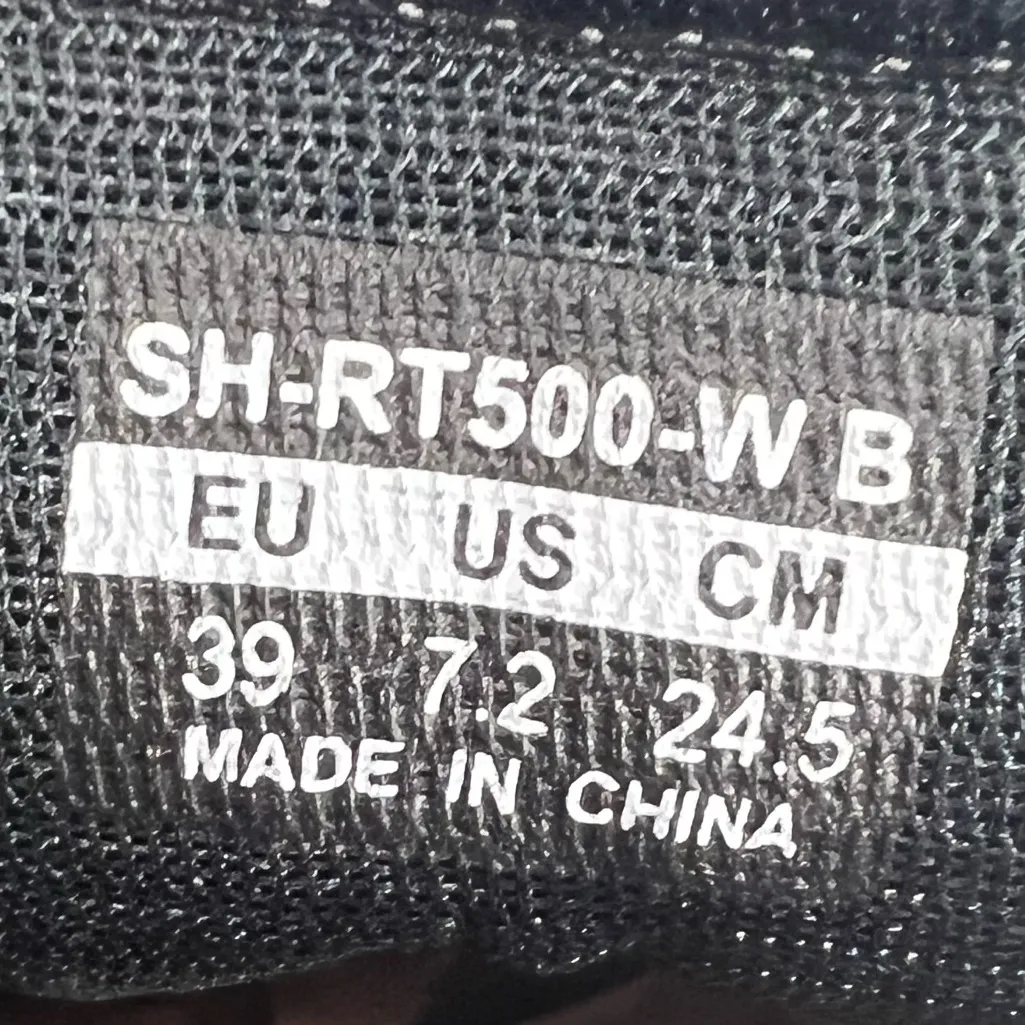 SH-RT500-W B
EU US CM
39 7.2 24.5
MADE IN CHINA